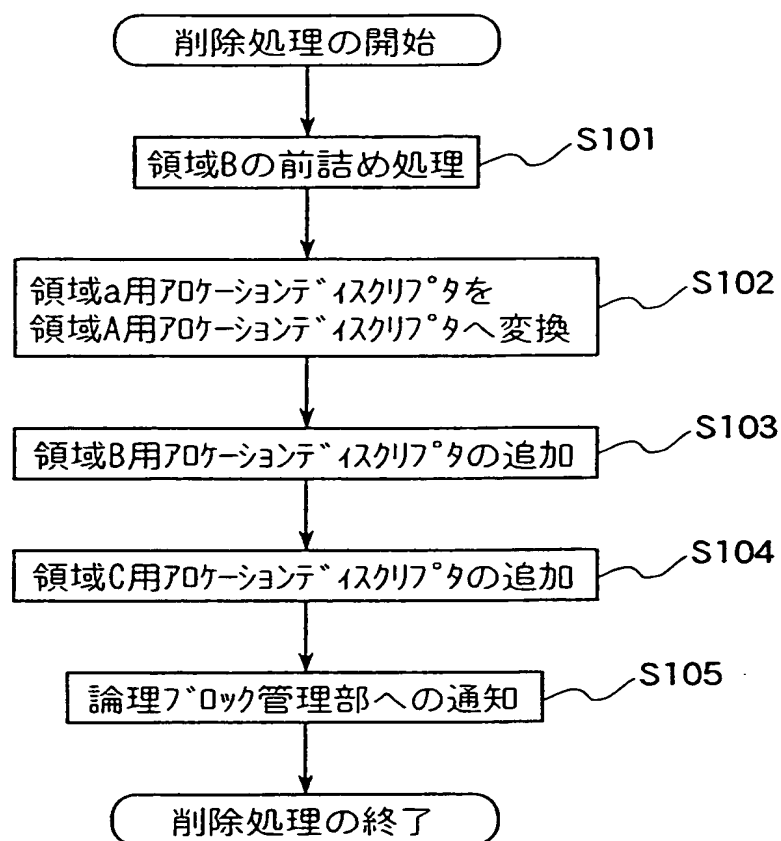 削除処理の開始
領域Bの前詰め処理
S101
領域a用ｱﾛｹｰｼｮﾝﾃﾞｨｽｸﾘﾌﾟﾀを
領域A用ｱﾛｹｰｼｮﾝﾃﾞｨｽｸﾘﾌﾟﾀへ変換
S102
領域B用ｱﾛｹｰｼｮﾝﾃﾞｨｽｸﾘﾌﾟﾀの追加
S103
領域C用ｱﾛｹｰｼｮﾝﾃﾞｨｽｸﾘﾌﾟﾀの追加
S104
論理ﾌﾞﾛｯｸ管理部への通知
S105
削除処理の終了